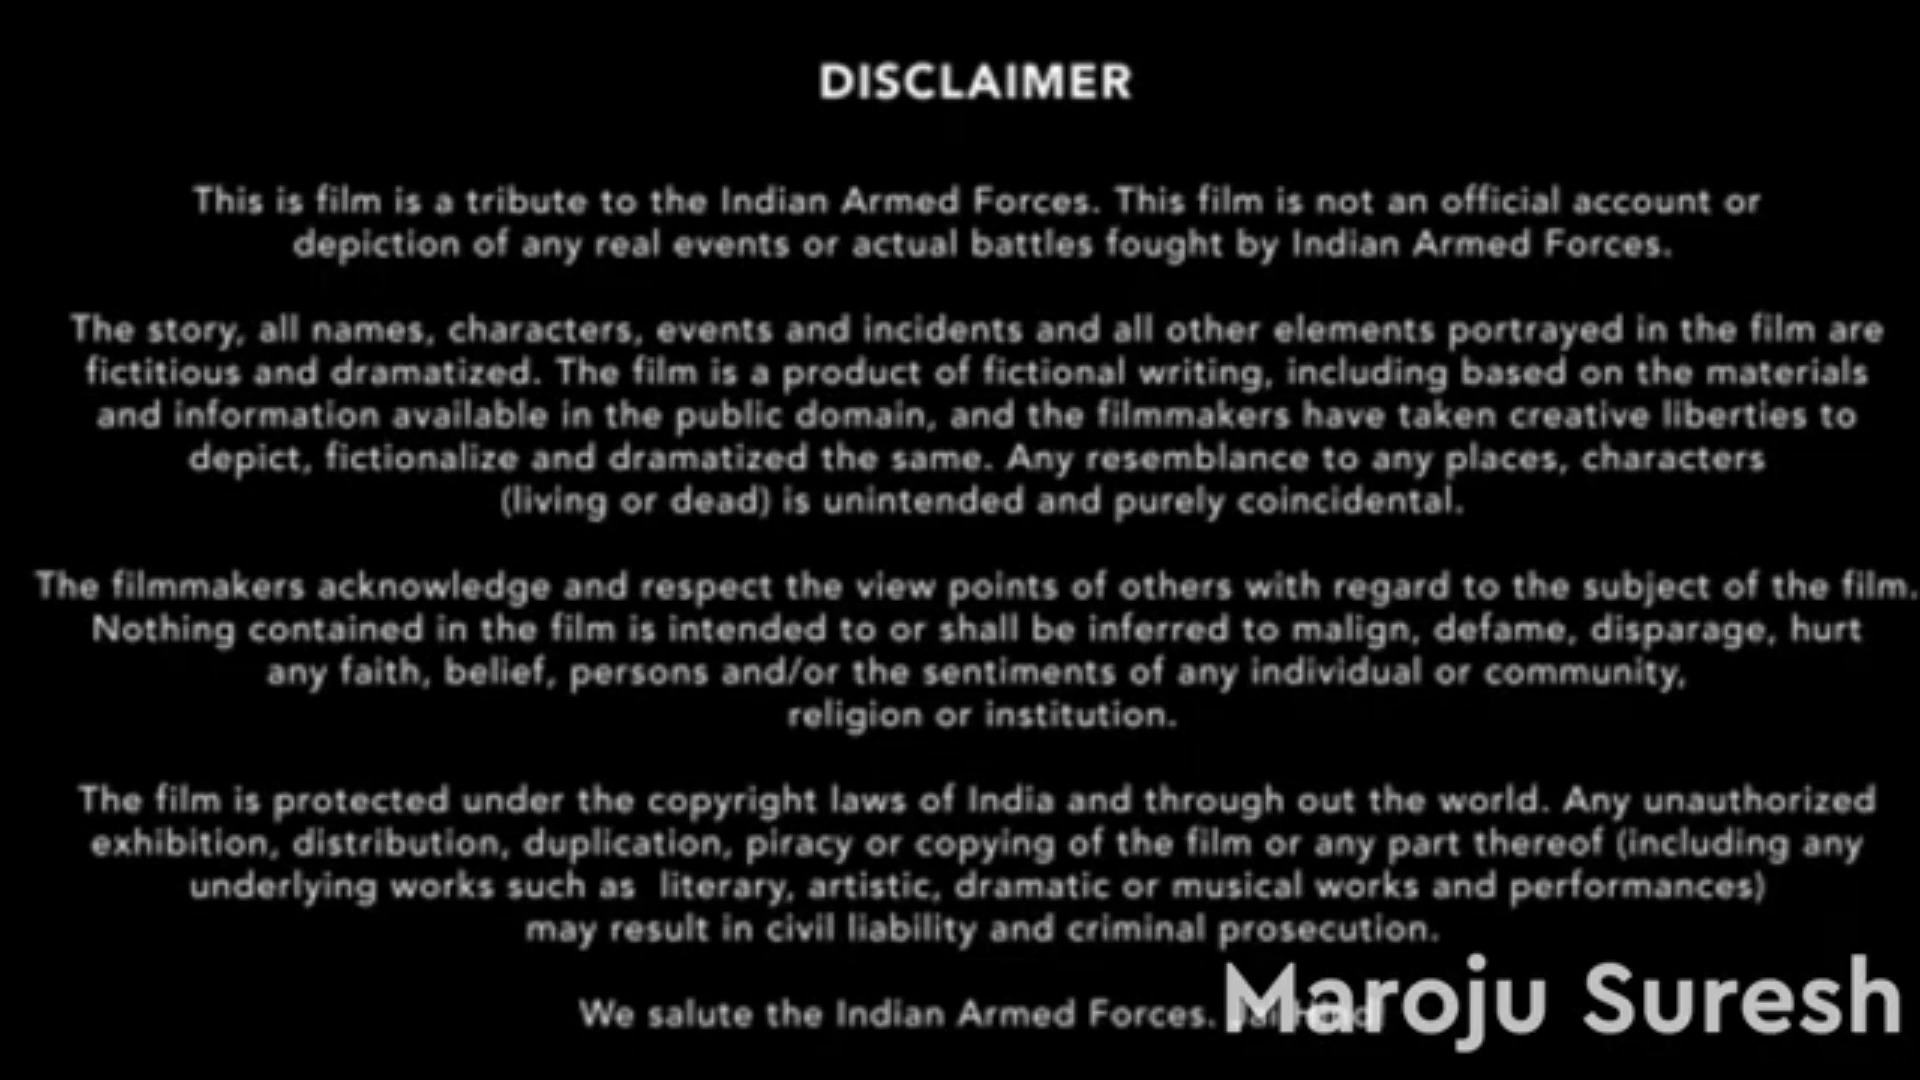 DISCLAIMER
This is film is a tribute to the Indian Armed Forces. This film is not an official account or
depiction of any real events or actual battles fought by Indian Armed Forces.
The story, all names, characters, events and incidents and all other elements portrayed in the film are
fictitious and dramatized. The film is a product of fictional writing, including based on the materials
and information available in the public domain, and the filmmakers have taken creative liberties to
depict, fictionalize and dramatized the same. Any resemblance to any places, characters
(living or dead) is unintended and purely coincidental.
The filmmakers acknowledge and respect the view points of others with regard to the subject of the film.
Nothing contained in the film is intended to or shall be inferred to malign, defame, disparage, hurt
any faith, belief, persons and/or the sentiments of any individual or community,
religion or institution.
The film is protected under the copyright laws of India and through out the world. Any unauthorized
exhibition, distribution, duplication, piracy or copying of the film or any part thereof (including any
underlying works such as literary, artistic, dramatic or musical works and performances)
may result in civil liability and criminal prosecution.
We salute the Indian Armed Forces.
Maroju Suresh